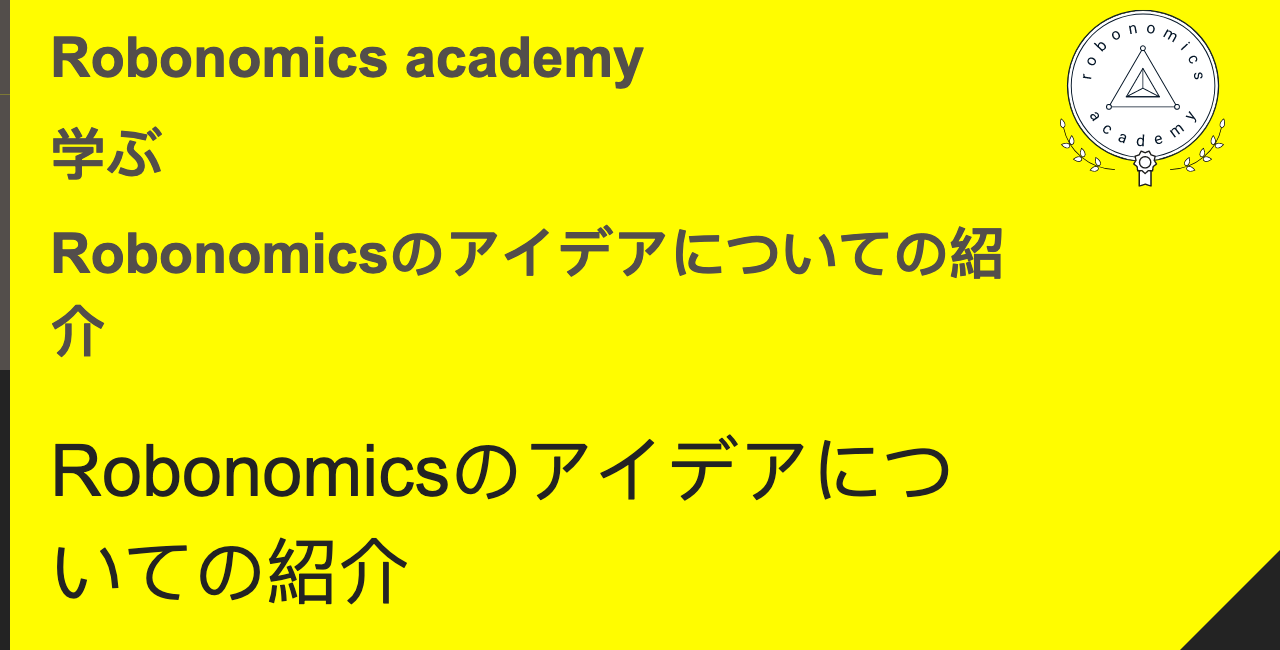 Robonomics academy
学ぶ
Robonomicsのアイデアについての紹
介
Robonomicsのアイデアにつ
いての紹介
robonomics
academy